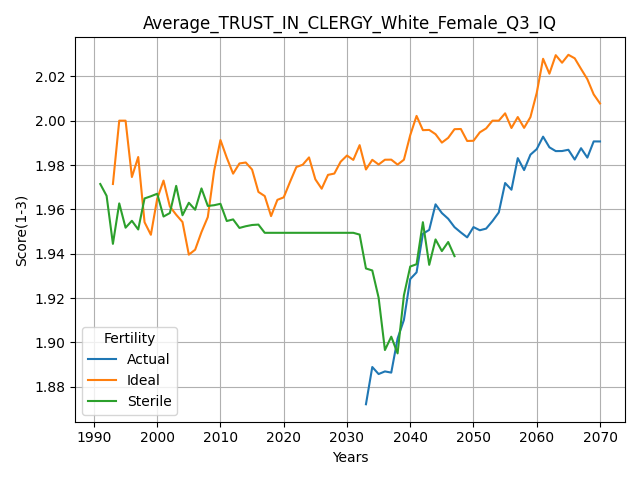 Average_TRUST_IN_CLERGY_White_Female_Q3_IQ
Score(1-3)
2.02
2.00
1.98
1.96
1.94
1.92
1.90
1.88
Fertility
Actual
Ideal
Sterile
1990 2000 2010 2020 2030 2040 2050 2060 2070
Years